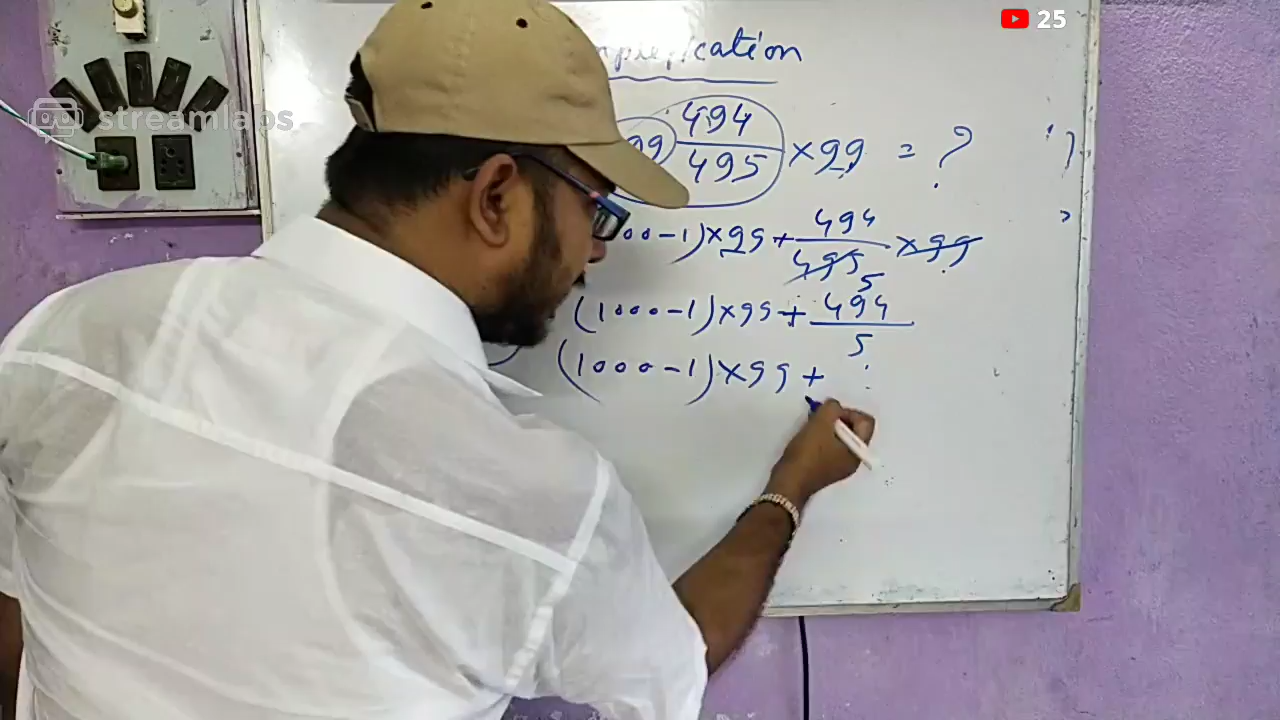 25
streamlabs
99 494/495 × 99 = ?
00-1) × 99 + 494/495 5 × 99
(1000-1) × 99 + 494/5
(1000-1) × 99 +